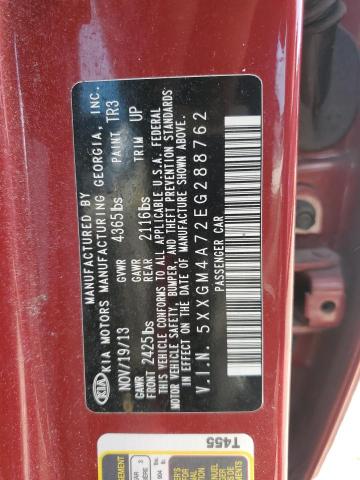 MANUFACTURED BY
KIA KIA MOTORS MANUFACTURING GEORGIA, INC.
NOV/19/13 GVWR 4365lbs PAINT TR3
GAWR FRONT 2425lbs GAWR REAR 2116lbs TRIM UP
THIS VEHICLE CONFORMS TO ALL APPLICABLE U.S.A. FEDERAL
MOTOR VEHICLE SAFETY, BUMPER, AND THEFT PREVENTION STANDARDS
IN EFFECT ON THE DATE OF MANUFACTURE SHOWN ABOVE.
V.I.N. 5XXGM4A72EG288762
PASSENGER CAR
T455